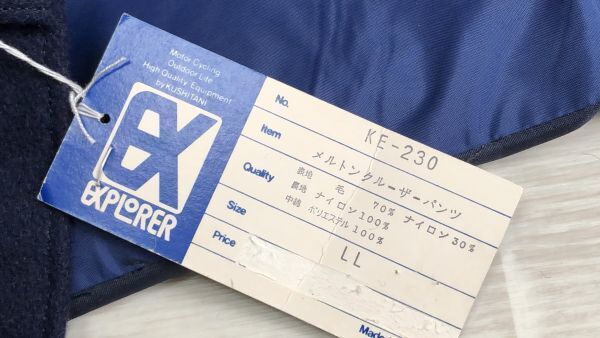 Motor Cycling
Outdoor Life
High Quality Equipment
by KUSHITANI
EX
EXPLORER
No. KE-230
Item メルトンクルーザーパンツ
Quality 表地 毛 70% ナイロン30%
裏地 ナイロン100%
中綿 ポリエステル100%
Size LL
Price
Made